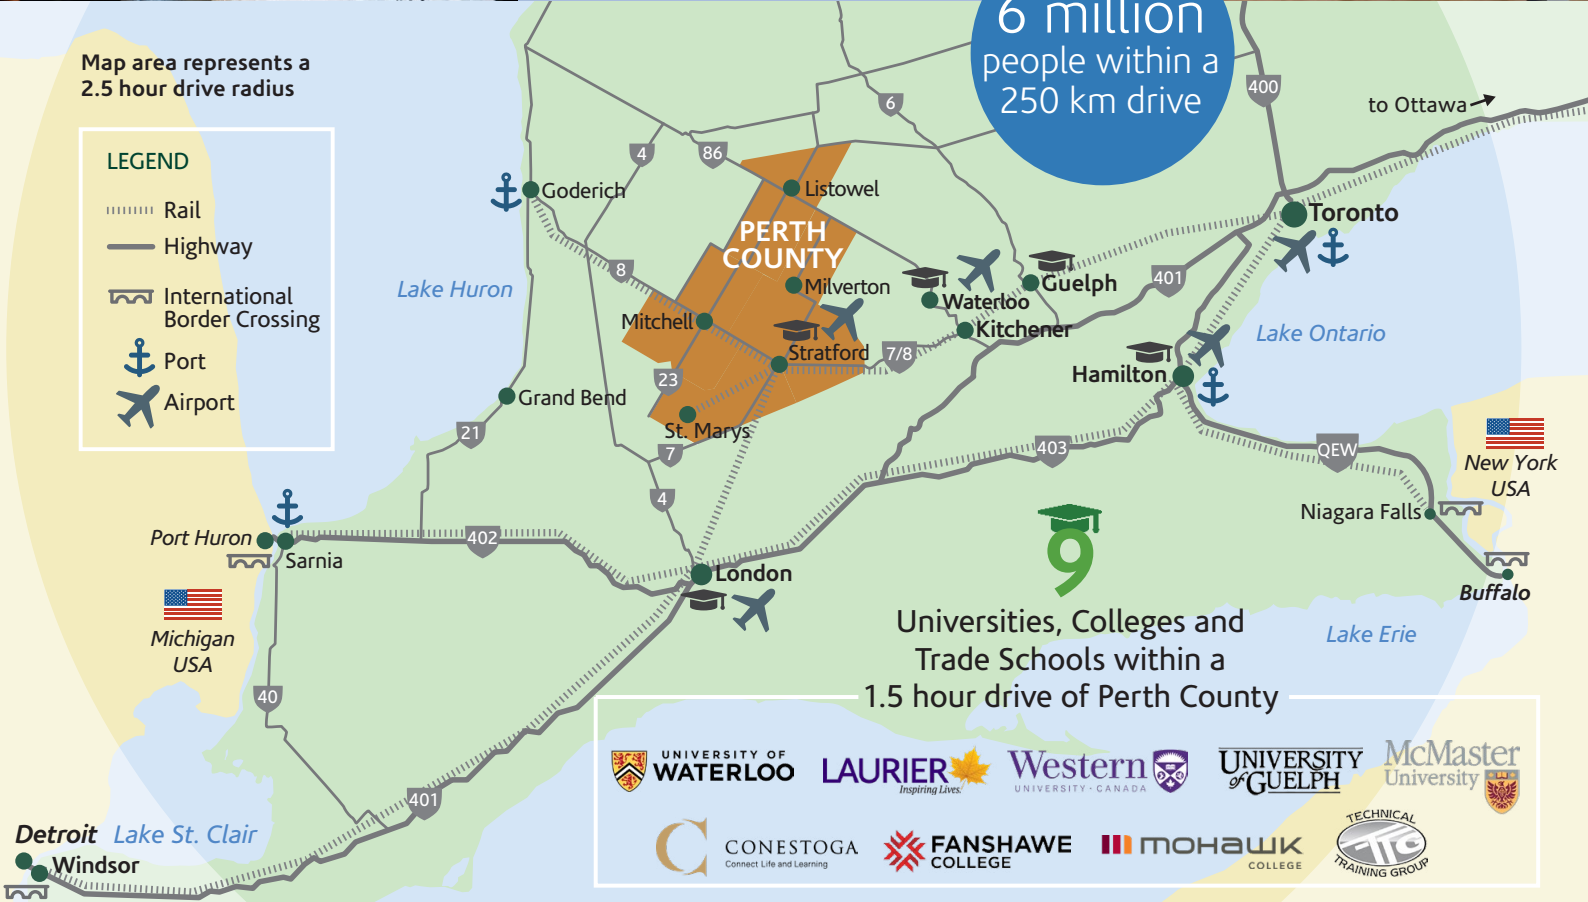 6 million
people within a
250 km drive
Map area represents a
2.5 hour drive radius
LEGEND
Rail
Highway
International
Border Crossing
Port
Airport
400
to Ottawa
6
4
86
Goderich
Listowel
Toronto
PERTH
COUNTY
8
Lake Huron
Milverton
Waterloo
Guelph
401
Mitchell
Kitchener
Lake Ontario
Stratford
7/8
Hamilton
23
Grand Bend
St. Marys
21
7
403
QEW
New York
USA
4
Niagara Falls
Port Huron
Sarnia
402
London
Buffalo
Michigan
USA
9
Universities, Colleges and
Trade Schools within a
1.5 hour drive of Perth County
Lake Erie
40
401
Detroit
Lake St. Clair
Windsor
UNIVERSITY OF
WATERLOO
LAURIER
Inspiring Lives.
Western
UNIVERSITY · CANADA
UNIVERSITY
of GUELPH
McMaster
University
C
CONESTOGA
Connect Life and Learning
FANSHAWE
COLLEGE
mohawk
COLLEGE
TECHNICAL
TTG
TRAINING GROUP